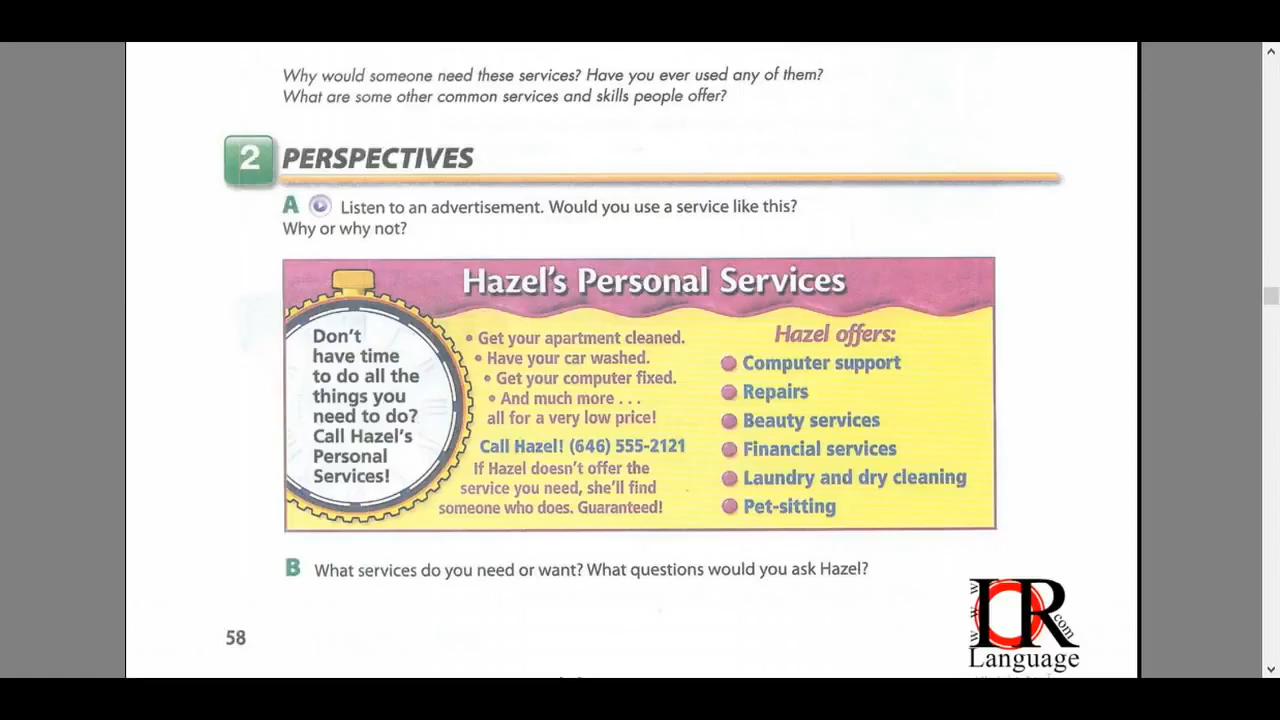 Why would someone need these services? Have you ever used any of them?
What are some other common services and skills people offer?
2 PERSPECTIVES
A Listen to an advertisement. Would you use a service like this?
Why or why not?
Hazel's Personal Services
Don't
have time
to do all the
things you
need to do?
Call Hazel's
Personal
Services!
• Get your apartment cleaned.
• Have your car washed.
• Get your computer fixed.
• And much more . . .
all for a very low price!
Call Hazel! (646) 555-2121
If Hazel doesn't offer the
service you need, she'll find
someone who does. Guaranteed!
Hazel offers:
Computer support
Repairs
Beauty services
Financial services
Laundry and dry cleaning
Pet-sitting
B What services do you need or want? What questions would you ask Hazel?
58
www
IOR
.com
Language